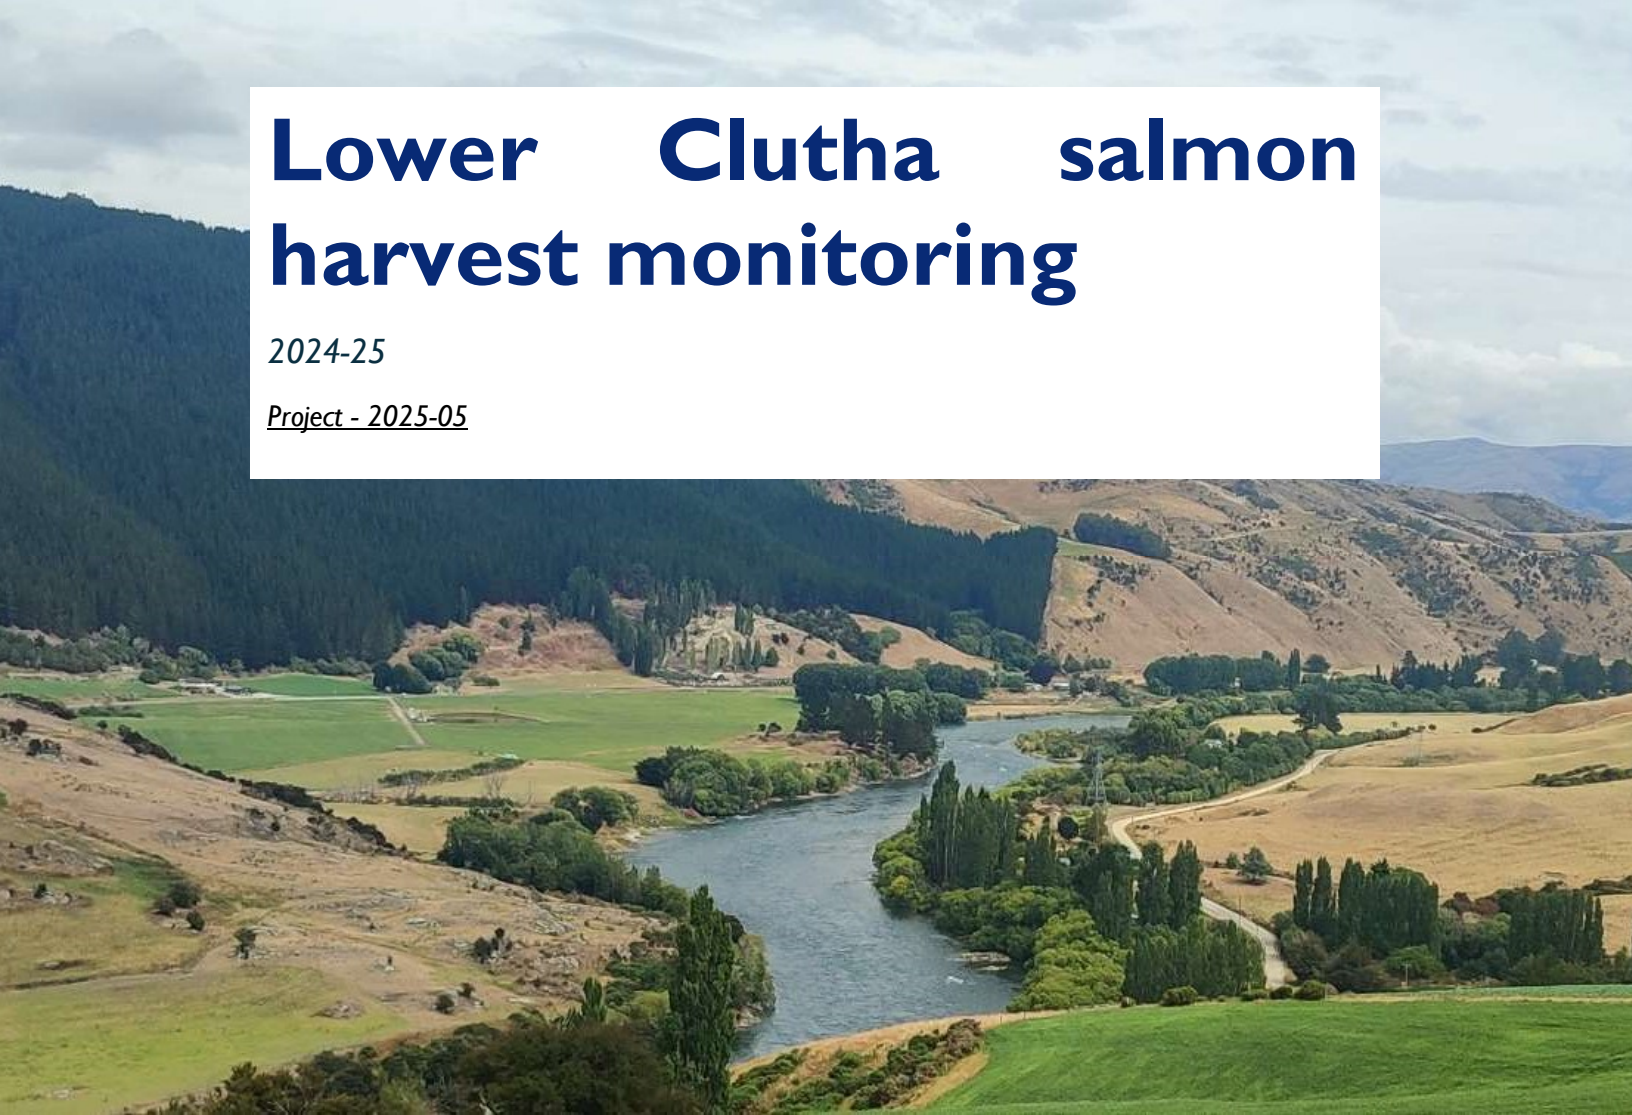 Lower Clutha salmon
harvest monitoring
2024-25
Project - 2025-05